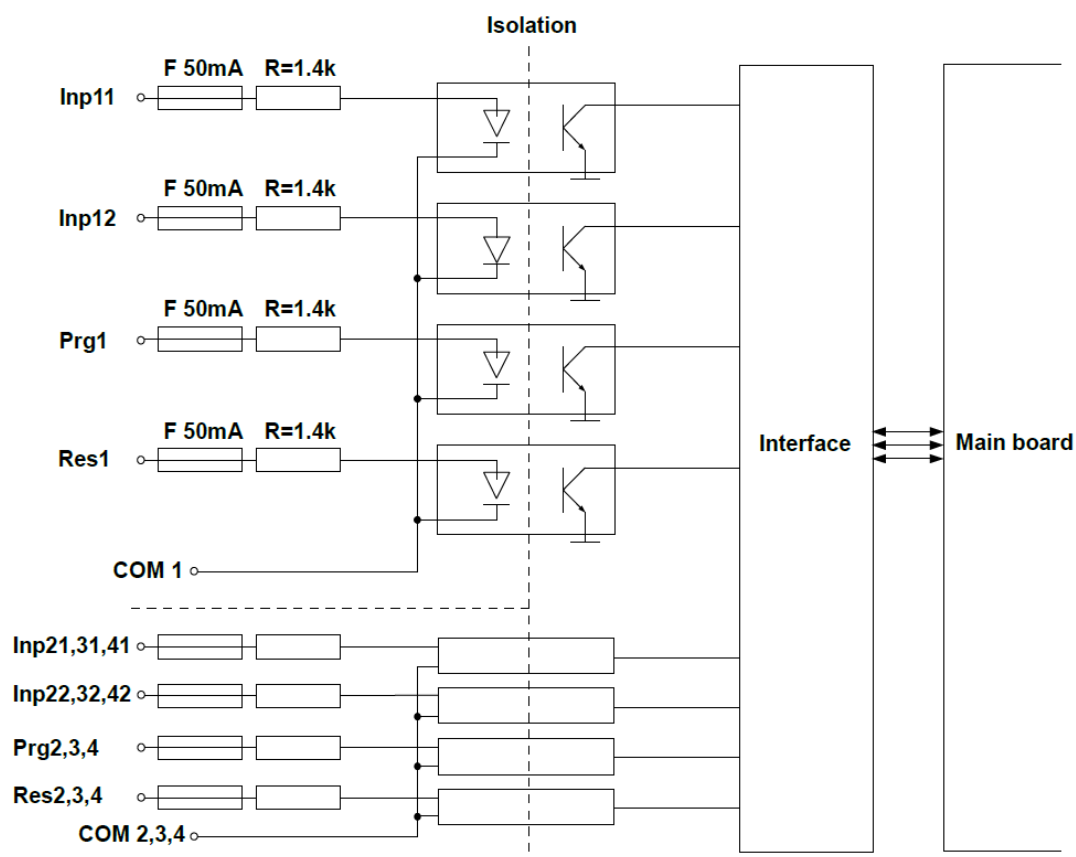 Isolation
F 50mA R=1.4k
Inp11
F 50mA R=1.4k
Inp12
F 50mA R=1.4k
Prg1
F 50mA R=1.4k
Res1
Interface
Main board
COM 1
Inp21,31,41
Inp22,32,42
Prg2,3,4
Res2,3,4
COM 2,3,4